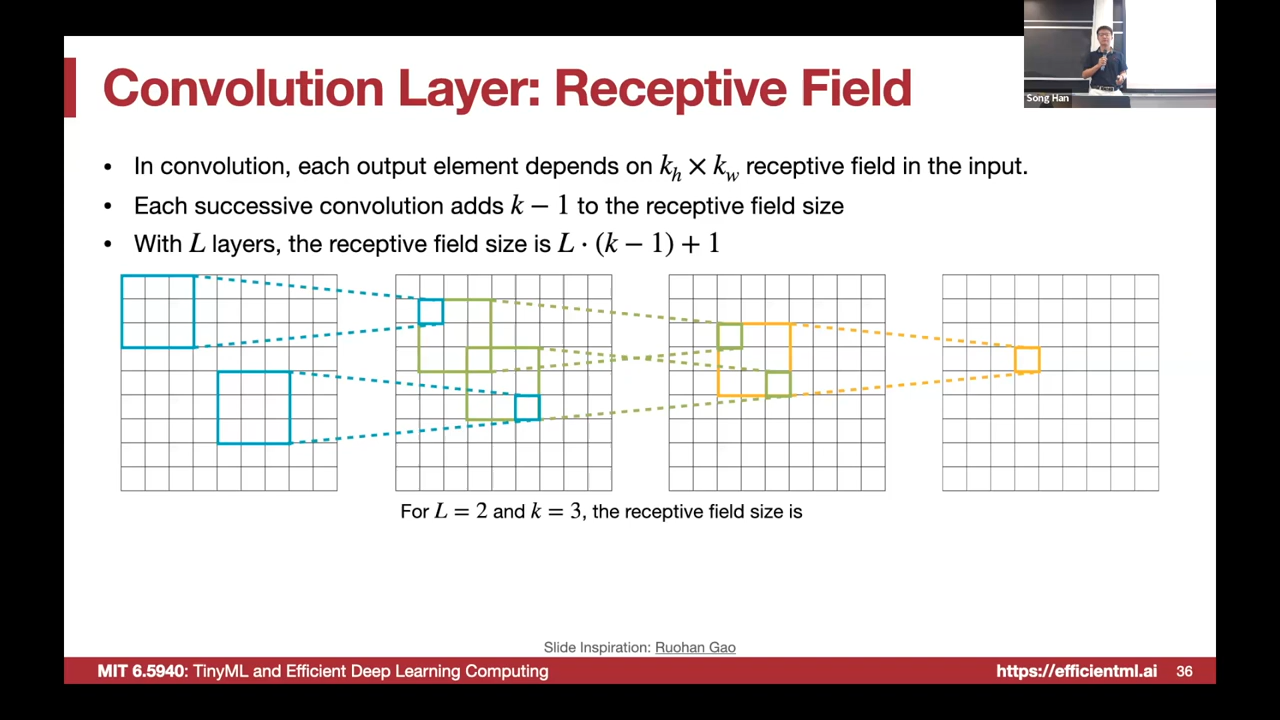 Convolution Layer: Receptive Field
Song Han
• In convolution, each output element depends on kₕ × k_w receptive field in the input.
• Each successive convolution adds k − 1 to the receptive field size
• With L layers, the receptive field size is L · (k − 1) + 1
For L = 2 and k = 3, the receptive field size is
Slide Inspiration: Ruohan Gao
MIT 6.5940: TinyML and Efficient Deep Learning Computing
https://efficientml.ai
36